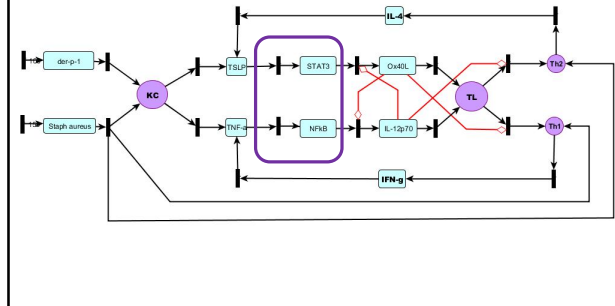 IL-4
der-p-1
TSLP
STAT3
Ox40L
Th2
KC
TL
Staph aureus
TNF-a
NFkB
IL-12p70
Th1
IFN-g